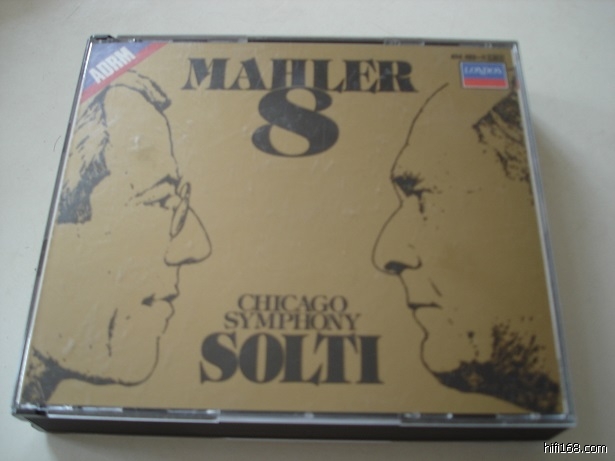 ADRM
MAHLER
8
LONDON
CHICAGO
SYMPHONY
SOLTI
hifi168.com